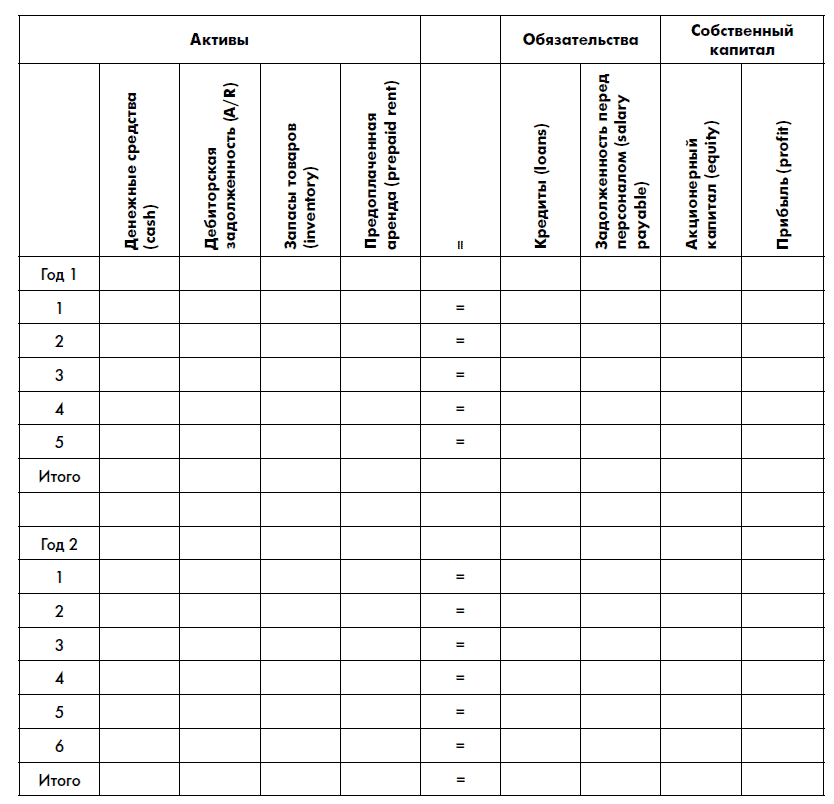 Активы
Обязательства
Собственный
капитал
Денежные средства
(cash)
Дебиторская
задолженность (A/R)
Запасы товаров
(inventory)
Предоплаченная
аренда (prepaid rent)
=
Кредиты (loans)
Задолженность перед
персоналом (salary
payable)
Акционерный
капитал (equity)
Прибыль (profit)
Год 1
1 =
2 =
3 =
4 =
5 =
Итого
Год 2
1 =
2 =
3 =
4 =
5 =
6 =
Итого =